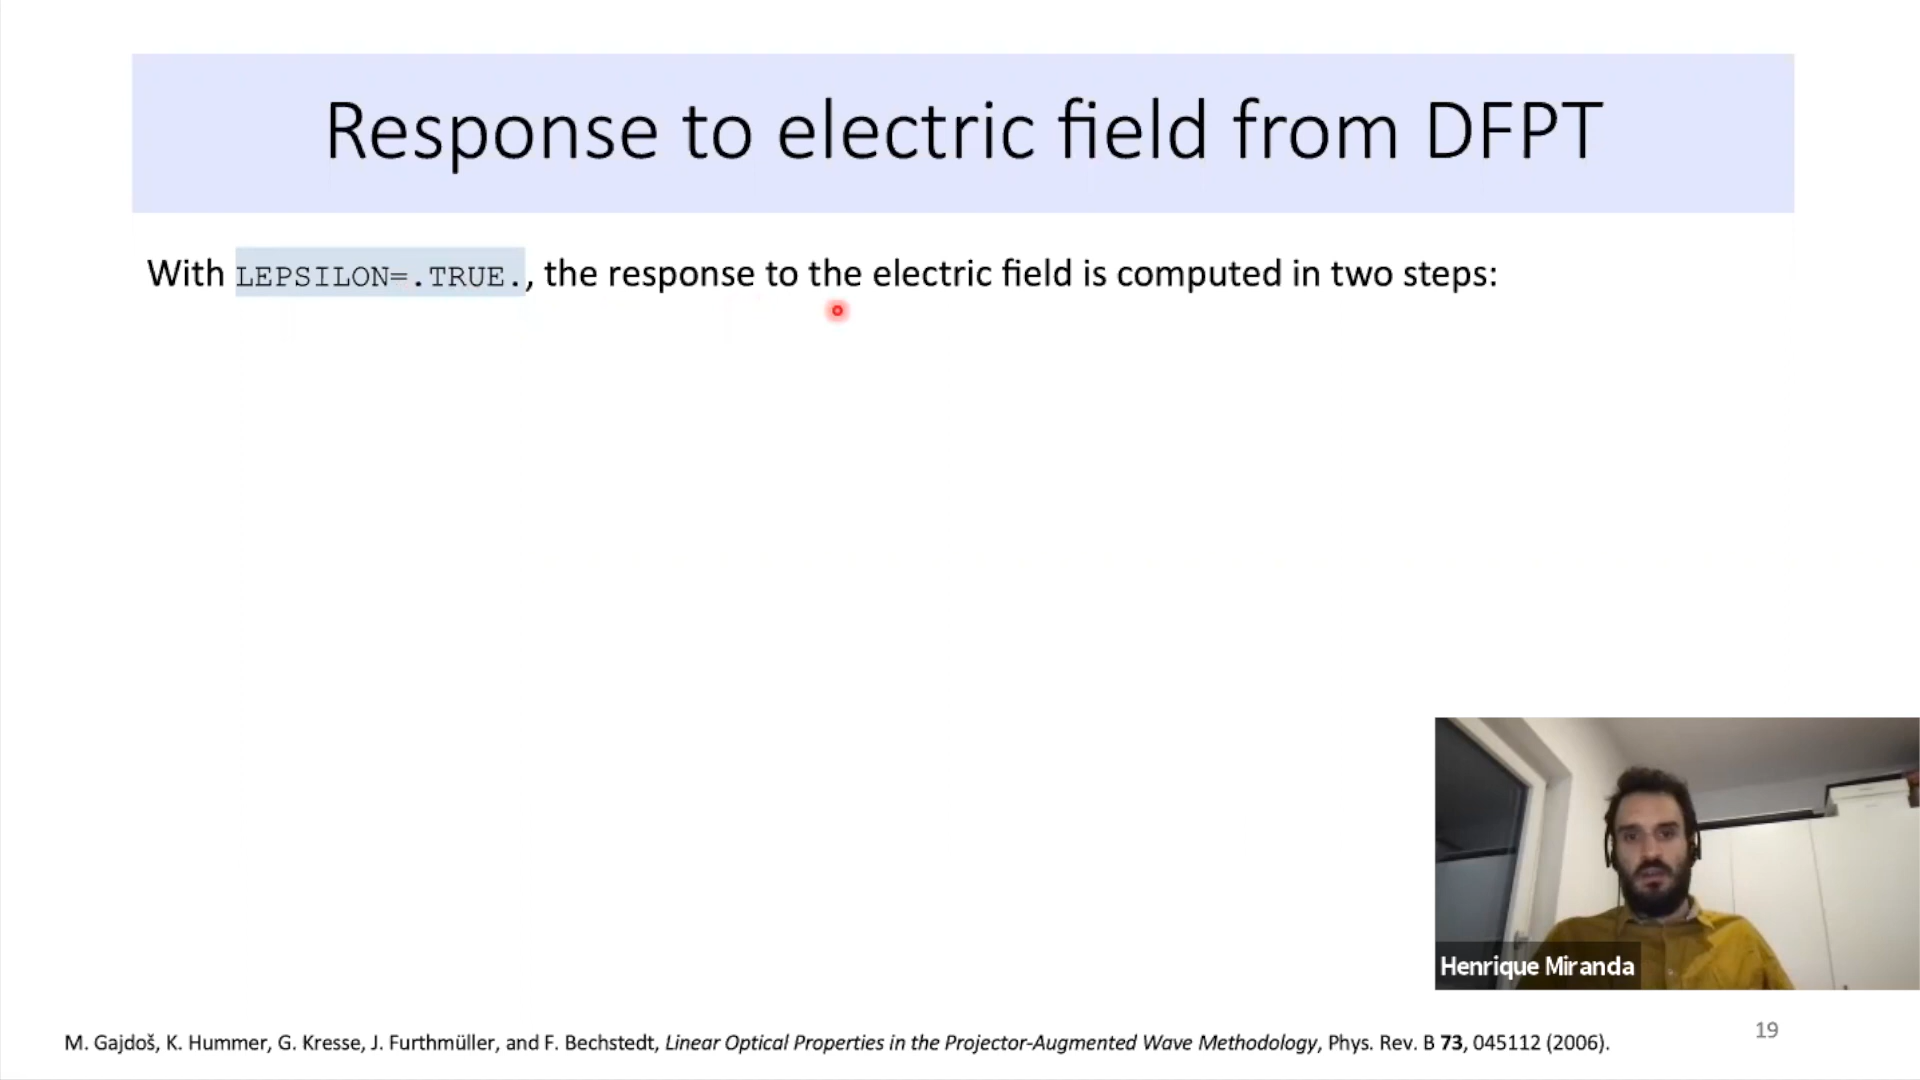 Response to electric field from DFPT
With LEPSILON=.TRUE., the response to the electric field is computed in two steps:
Henrique Miranda
M. Gajdoš, K. Hummer, G. Kresse, J. Furthmüller, and F. Bechstedt, Linear Optical Properties in the Projector-Augmented Wave Methodology, Phys. Rev. B 73, 045112 (2006).
19